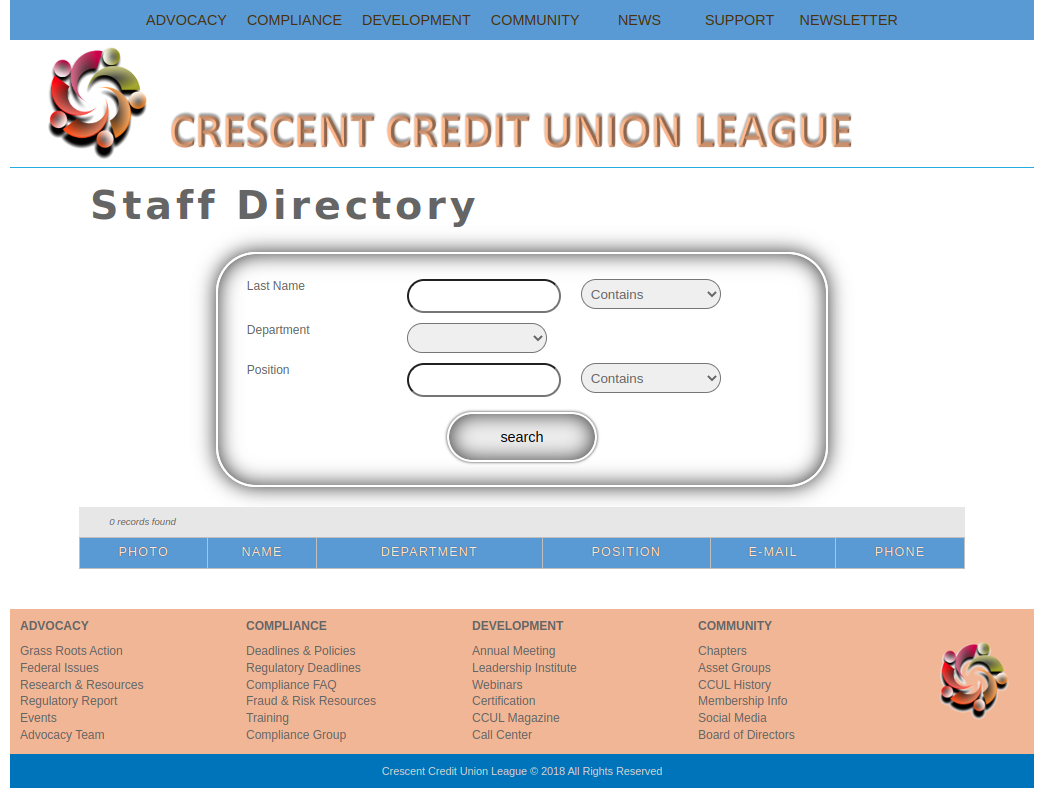 ADVOCACY COMPLIANCE DEVELOPMENT COMMUNITY NEWS SUPPORT NEWSLETTER
CRESCENT CREDIT UNION LEAGUE
Staff Directory
Last Name Contains
Department
Position Contains
search
0 records found
PHOTO NAME DEPARTMENT POSITION E-MAIL PHONE
ADVOCACY COMPLIANCE DEVELOPMENT COMMUNITY
Grass Roots Action Deadlines & Policies Annual Meeting Chapters
Federal Issues Regulatory Deadlines Leadership Institute Asset Groups
Research & Resources Compliance FAQ Webinars CCUL History
Regulatory Report Fraud & Risk Resources Certification Membership Info
Events Training CCUL Magazine Social Media
Advocacy Team Compliance Group Call Center Board of Directors
Crescent Credit Union League © 2018 All Rights Reserved